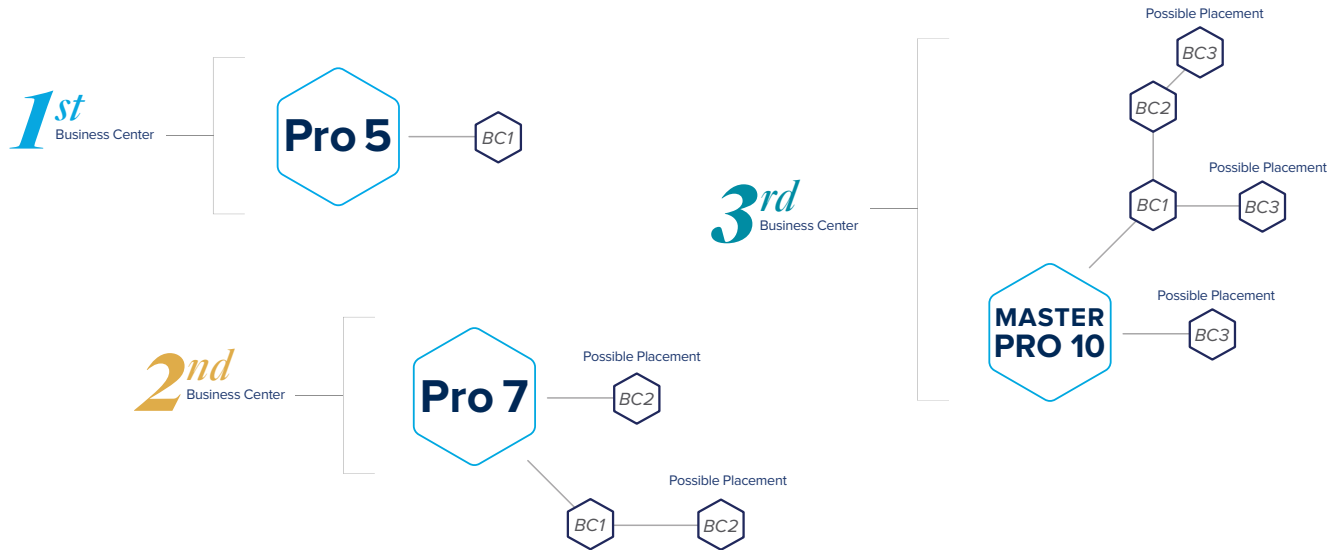 1st
Business Center
Pro 5
BC1
2nd
Business Center
Pro 7
Possible Placement
BC2
BC1
Possible Placement
BC2
3rd
Business Center
MASTER
PRO 10
Possible Placement
BC3
BC2
BC1
Possible Placement
BC3
Possible Placement
BC3